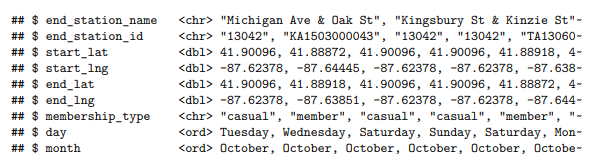 ## $ end_station_name <chr> "Michigan Ave & Oak St", "Kingsbury St & Kinzie St"~
## $ end_station_id <chr> "13042", "KA1503000043", "13042", "13042", "TA13060~
## $ start_lat <dbl> 41.90096, 41.88872, 41.90096, 41.90096, 41.88918, 4~
## $ start_lng <dbl> -87.62378, -87.64445, -87.62378, -87.62378, -87.638~
## $ end_lat <dbl> 41.90096, 41.88918, 41.90096, 41.90096, 41.88872, 4~
## $ end_lng <dbl> -87.62378, -87.63851, -87.62378, -87.62378, -87.644~
## $ membership_type <chr> "casual", "member", "casual", "casual", "member", "~
## $ day <ord> Tuesday, Wednesday, Saturday, Sunday, Saturday, Mon~
## $ month <ord> October, October, October, October, October, Octobe~